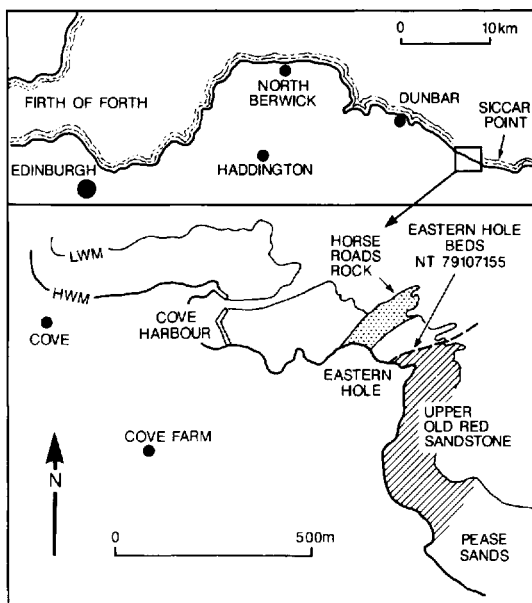 0 10km
NORTH
BERWICK
DUNBAR
FIRTH OF FORTH
SICCAR
POINT
EDINBURGH
HADDINGTON
EASTERN HOLE
BEDS
NT 79107155
HORSE
ROADS
ROCK
LWM
HWM
COVE
HARBOUR
COVE
EASTERN
HOLE
UPPER
OLD RED
SANDSTONE
COVE FARM
N
0 500m
PEASE
SANDS